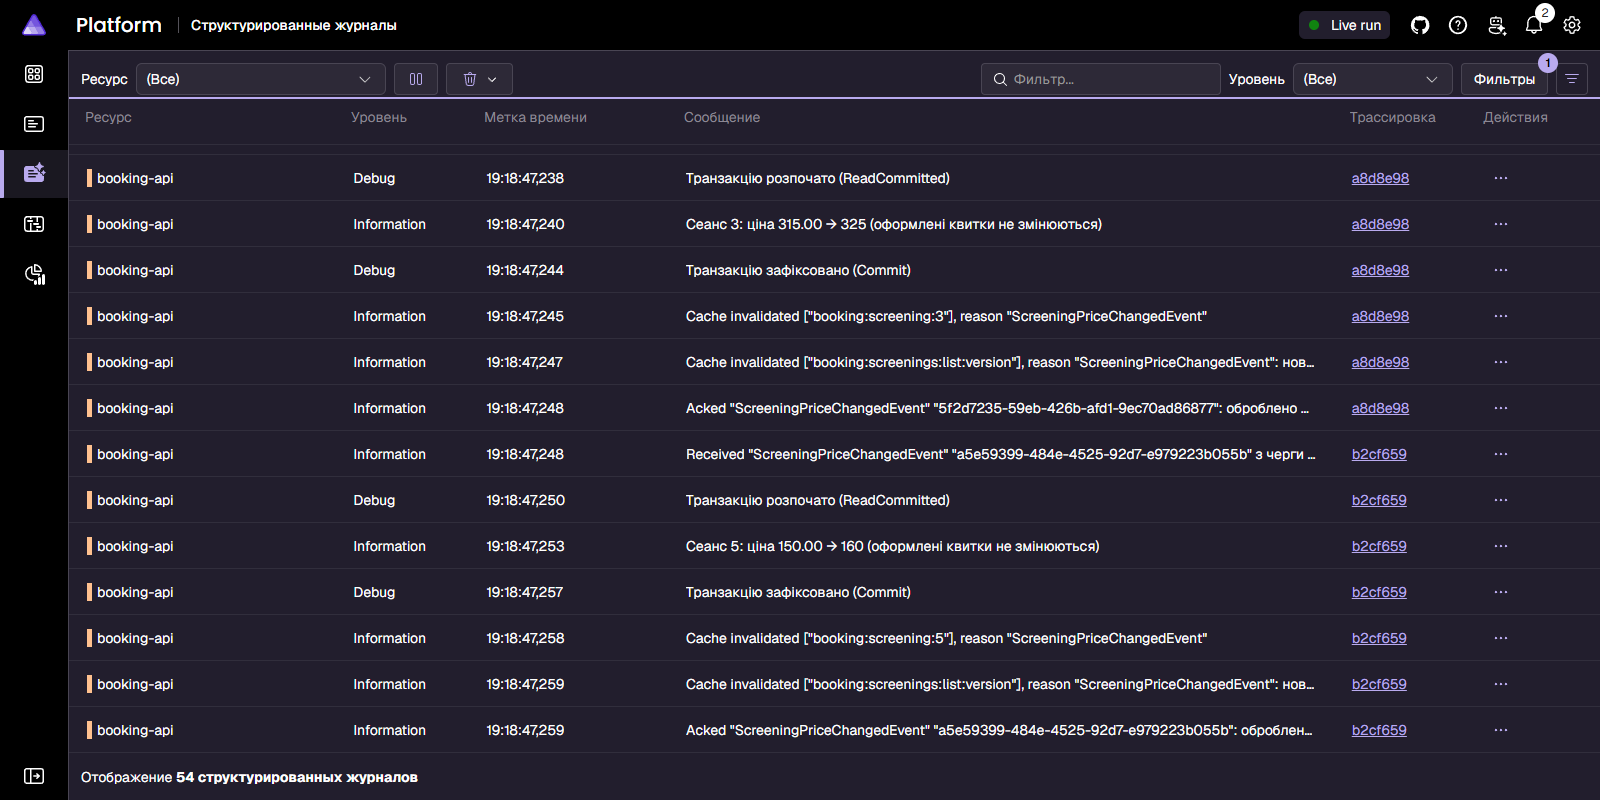 Platform | Структурированные журналы
Live run
2
Ресурс (Все)
Фильтр...
Уровень (Все)
Фильтры 1
Ресурс Уровень Метка времени Сообщение Трассировка Действия
booking-api Debug 19:18:47,238 Транзакцію розпочато (ReadCommitted) a8d8e98 ...
booking-api Information 19:18:47,240 Сеанс 3: ціна 315.00 → 325 (оформлені квитки не змінюються) a8d8e98 ...
booking-api Debug 19:18:47,244 Транзакцію зафіксовано (Commit) a8d8e98 ...
booking-api Information 19:18:47,245 Cache invalidated ["booking:screening:3"], reason "ScreeningPriceChangedEvent" a8d8e98 ...
booking-api Information 19:18:47,247 Cache invalidated ["booking:screenings:list:version"], reason "ScreeningPriceChangedEvent": нов... a8d8e98 ...
booking-api Information 19:18:47,248 Acked "ScreeningPriceChangedEvent" "5f2d7235-59eb-426b-afd1-9ec70ad86877": оброблено ... a8d8e98 ...
booking-api Information 19:18:47,248 Received "ScreeningPriceChangedEvent" "a5e59399-484e-4525-92d7-e979223b055b" з черги ... b2cf659 ...
booking-api Debug 19:18:47,250 Транзакцію розпочато (ReadCommitted) b2cf659 ...
booking-api Information 19:18:47,253 Сеанс 5: ціна 150.00 → 160 (оформлені квитки не змінюються) b2cf659 ...
booking-api Debug 19:18:47,257 Транзакцію зафіксовано (Commit) b2cf659 ...
booking-api Information 19:18:47,258 Cache invalidated ["booking:screening:5"], reason "ScreeningPriceChangedEvent" b2cf659 ...
booking-api Information 19:18:47,259 Cache invalidated ["booking:screenings:list:version"], reason "ScreeningPriceChangedEvent": нов... b2cf659 ...
booking-api Information 19:18:47,259 Acked "ScreeningPriceChangedEvent" "a5e59399-484e-4525-92d7-e979223b055b": оброблен... b2cf659 ...
Отображение 54 структурированных журналов